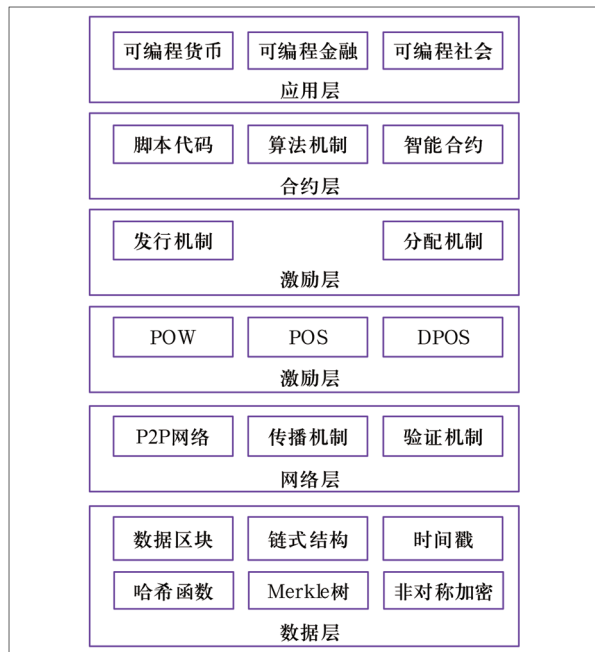 可编程货币 可编程金融 可编程社会
应用层
脚本代码 算法机制 智能合约
合约层
发行机制 分配机制
激励层
POW POS DPOS
激励层
P2P网络 传播机制 验证机制
网络层
数据区块 链式结构 时间戳
哈希函数 Merkle树 非对称加密
数据层